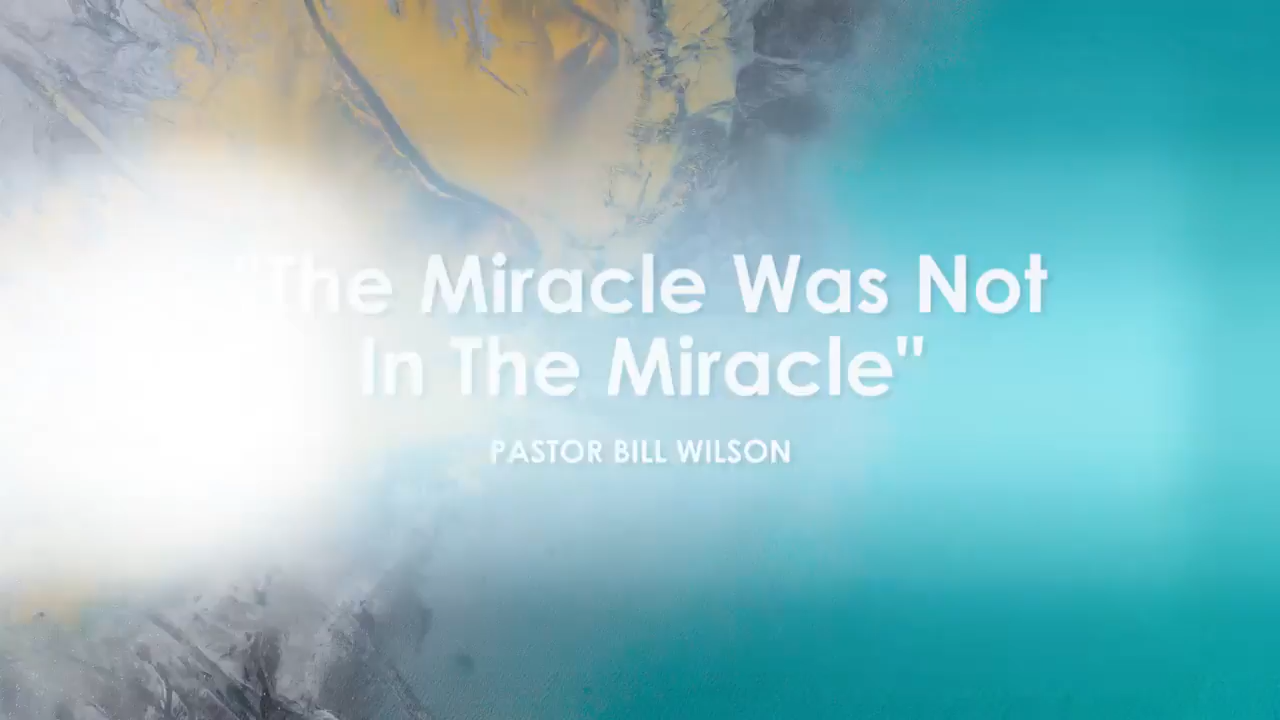 "The Miracle Was Not
In The Miracle"
PASTOR BILL WILSON